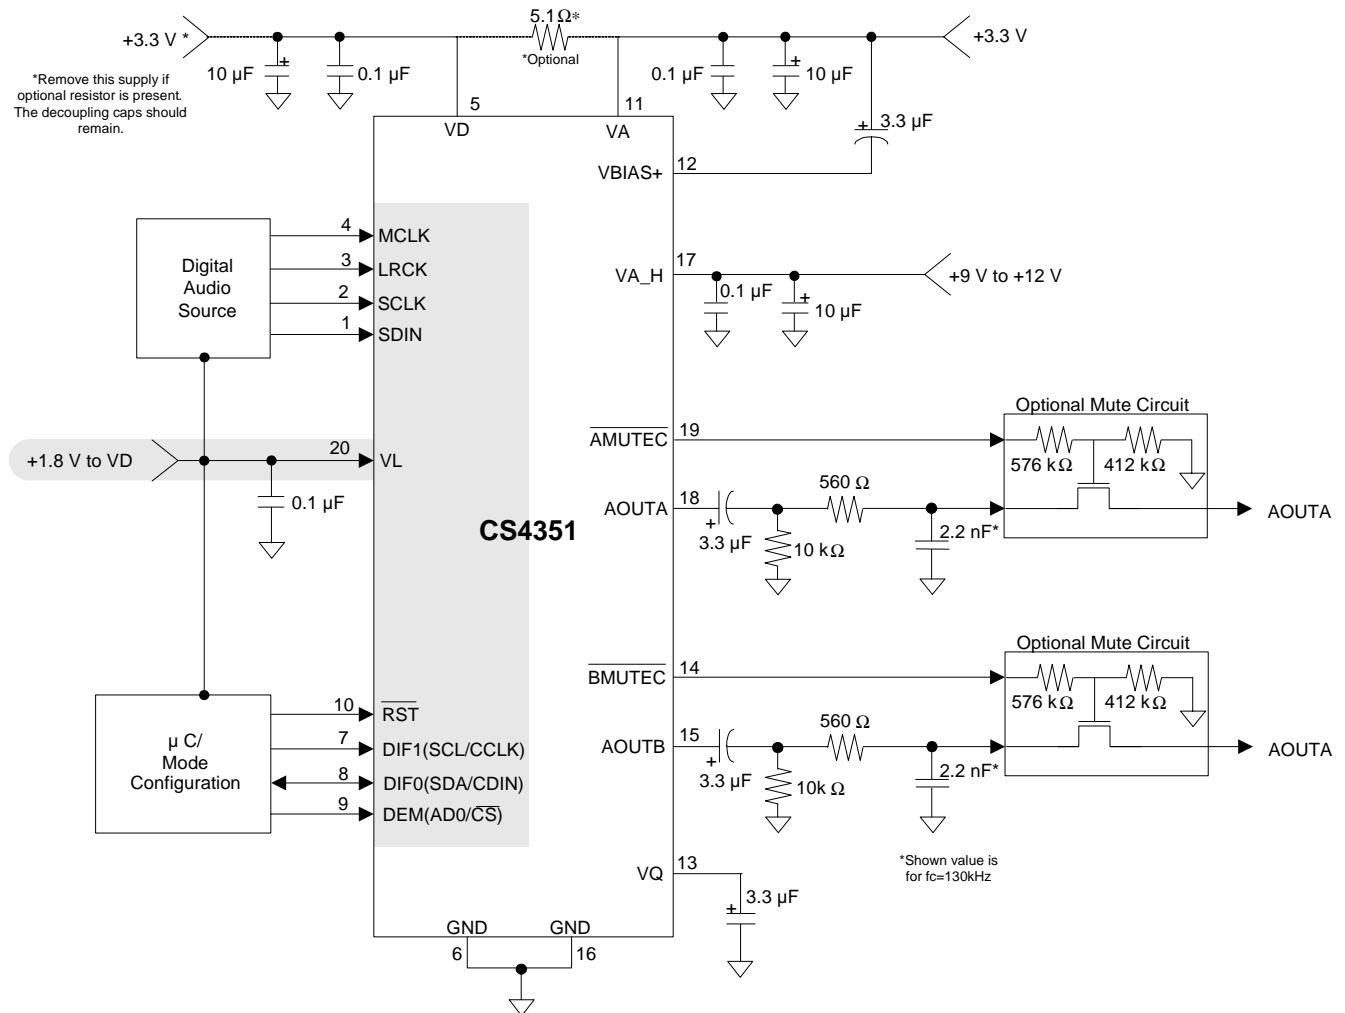 5.1Ω*
+3.3 V *
*Optional
+3.3 V
*Remove this supply if
optional resistor is present.
The decoupling caps should
remain.
+
10 µF
0.1 µF
0.1 µF
+
10 µF
5
11
VD
VA
+
3.3 µF
VBIAS+
12
Digital
Audio
Source
4
MCLK
3
LRCK
2
SCLK
1
SDIN
VA_H
17
+9 V to +12 V
0.1 µF
+
10 µF
Optional Mute Circuit
AMUTEC
19
576 kΩ
412 kΩ
+1.8 V to VD
20
VL
0.1 µF
CS4351
AOUTA
18
+
3.3 µF
560 Ω
10 kΩ
2.2 nF*
AOUTA
Optional Mute Circuit
BMUTEC
14
576 kΩ
412 kΩ
AOUTB
15
+
3.3 µF
560 Ω
10k Ω
2.2 nF*
AOUTA
µ C/
Mode
Configuration
10
RST
7
DIF1(SCL/CCLK)
8
DIF0(SDA/CDIN)
9
DEM(AD0/CS)
*Shown value is
for fc=130kHz
VQ
13
+
3.3 µF
GND
GND
6
16